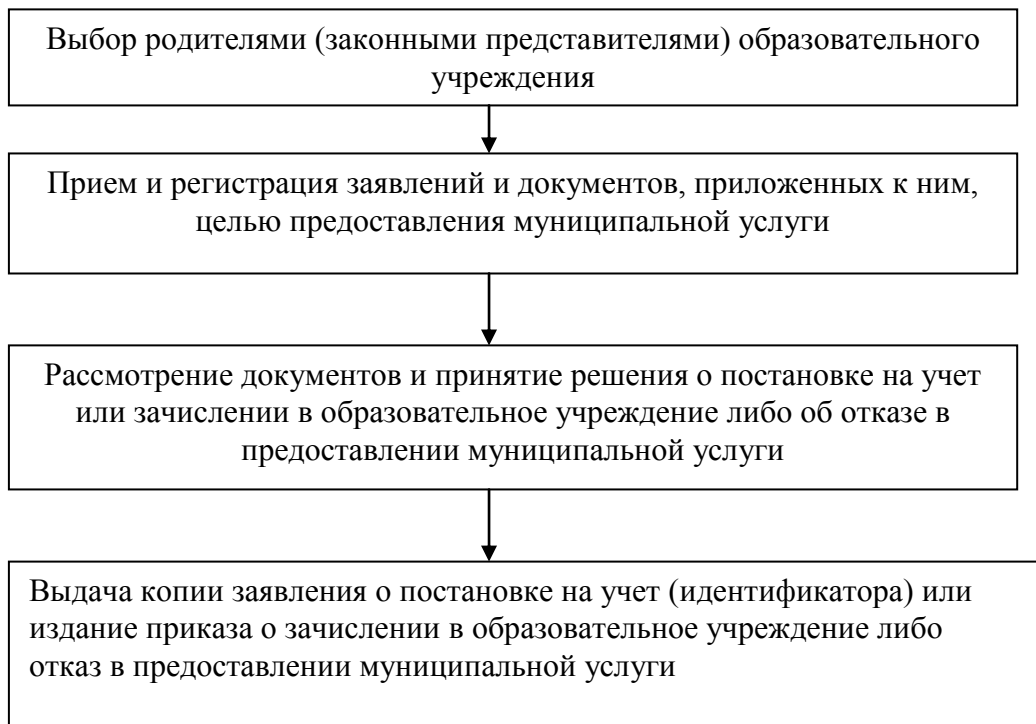 Выбор родителями (законными представителями) образовательного
учреждения
Прием и регистрация заявлений и документов, приложенных к ним,
целью предоставления муниципальной услуги
Рассмотрение документов и принятие решения о постановке на учет
или зачислении в образовательное учреждение либо об отказе в
предоставлении муниципальной услуги
Выдача копии заявления о постановке на учет (идентификатора) или
издание приказа о зачислении в образовательное учреждение либо
отказ в предоставлении муниципальной услуги